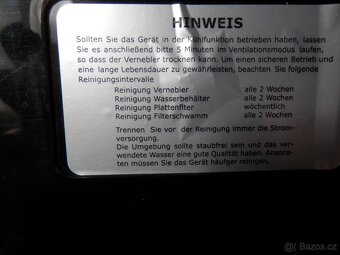 HINWEIS
Sollten Sie das Gerät in der Kühlfunktion betrieben haben, lassen
Sie es anschließend bitte 5 Minuten im Ventilationsmodus laufen,
so dass der Vernebler trocknen kann. Um einen sicheren Betrieb und
eine lange Lebensdauer zu gewährleisten, beachten Sie folgende
Reinigungsintervalle
Reinigung Vernebler alle 2 Wochen
Reinigung Wasserbehälter alle 2 Wochen
Reinigung Plattenfilter wöchentlich
Reinigung Filterschwamm alle 2 Wochen
Trennen Sie vor der Reinigung immer die Strom-
versorgung.
Die Umgebung sollte staubfrei sein und das ver-
wendete Wasser eine gute Qualität haben. Ansons-
ten müssen Sie das Gerät häufger reinigen.
Bazos.cz